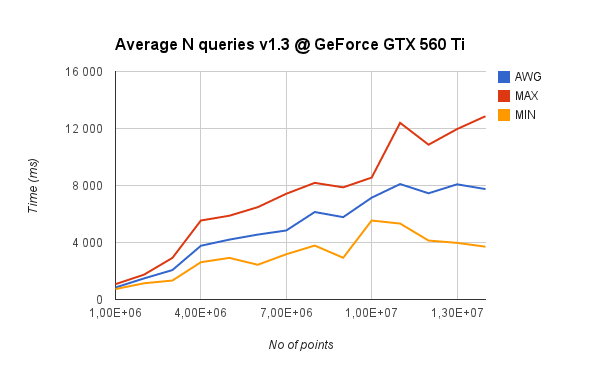 Average N queries v1.3 @ GeForce GTX 560 Ti
16 000
12 000
8 000
4 000
0
Time (ms)
1,00E+06 4,00E+06 7,00E+06 1,00E+07 1,30E+07
No of points
AWG
MAX
MIN